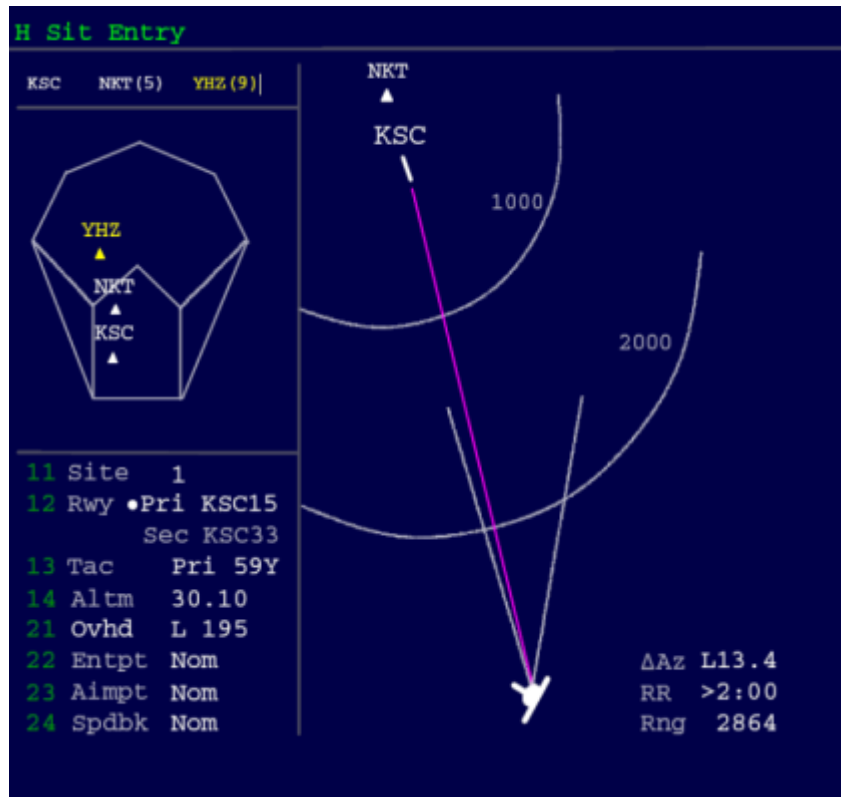 H Sit Entry
KSC NKT(5) YHZ(9)
YHZ
NKT
KSC
11 Site 1
12 Rwy ●Pri KSC15
Sec KSC33
13 Tac Pri 59Y
14 Altm 30.10
21 Ovhd L 195
22 Entpt Nom
23 Aimpt Nom
24 Spdbk Nom
NKT
KSC
1000
2000
ΔAz L13.4
RR >2:00
Rng 2864